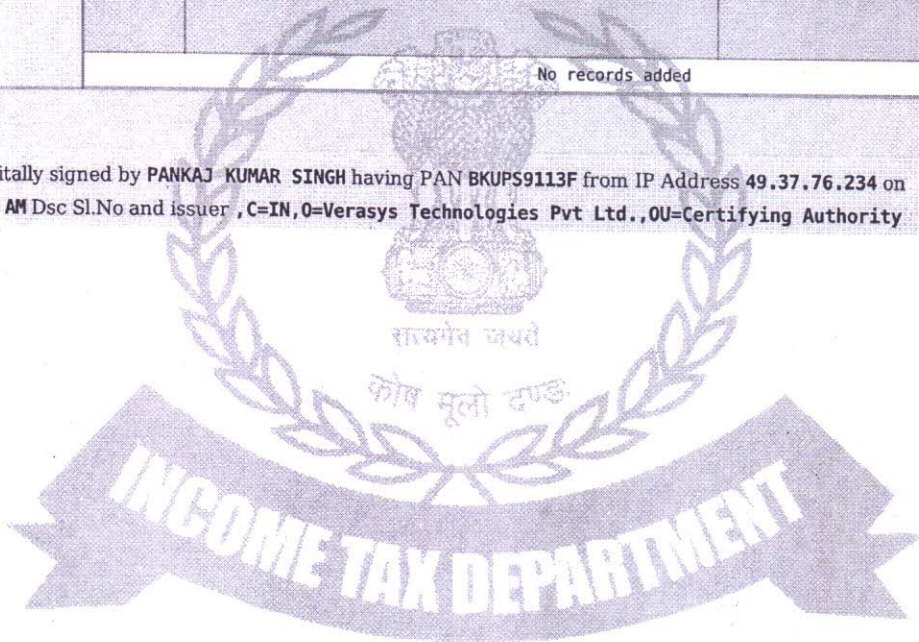 No records added
itally signed by PANKAJ KUMAR SINGH having PAN BKUPS9113F from IP Address 49.37.76.234 on
AM Dsc Sl.No and issuer ,C=IN,O=Verasys Technologies Pvt Ltd.,OU=Certifying Authority
सत्यमेव जयते
कोष मूलो दण्डः
INCOME TAX DEPARTMENT